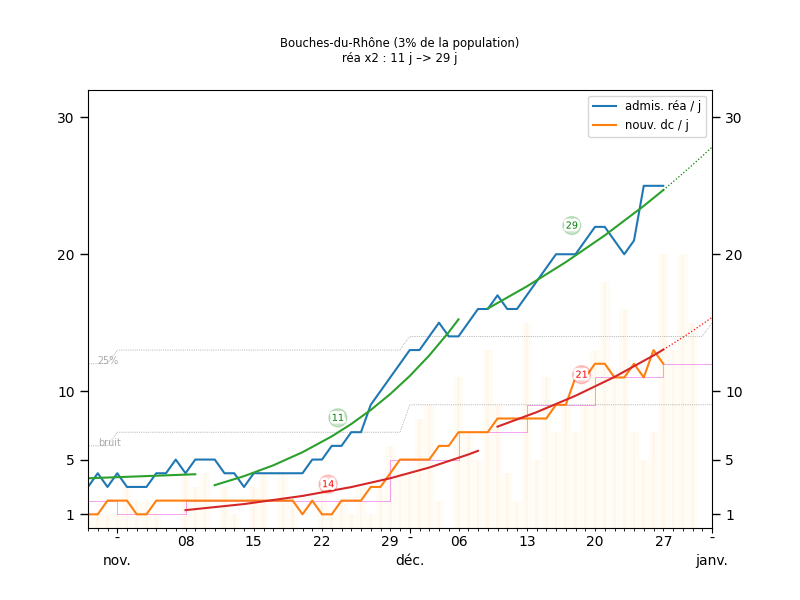 Bouches-du-Rhône (3% de la population)
réa x2 : 11 j –> 29 j
admis. réa / j
nouv. dc / j
30
30
29
20
20
11
21
25%
10
10
bruit
14
5
5
1
1
- 08 15 22 29 - 06 13 20 27 -
nov. déc. janv.